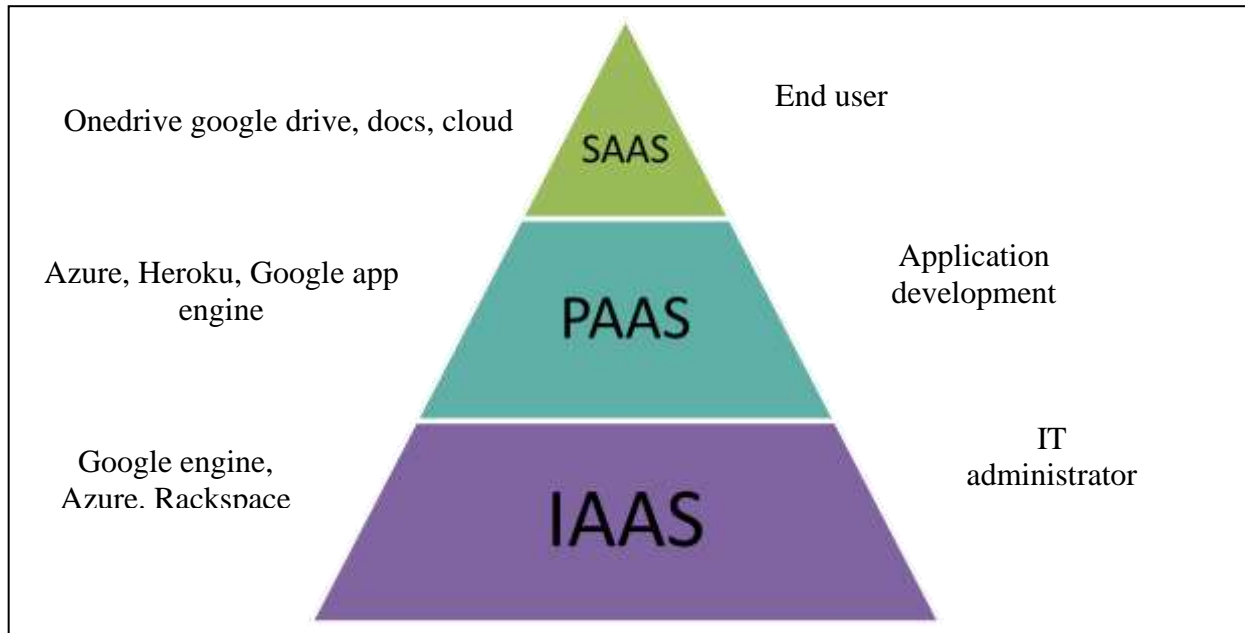 End user
Onedrive google drive, docs, cloud
SAAS
Application
development
Azure, Heroku, Google app
engine
PAAS
IT
administrator
Google engine,
Azure, Rackspace
IAAS